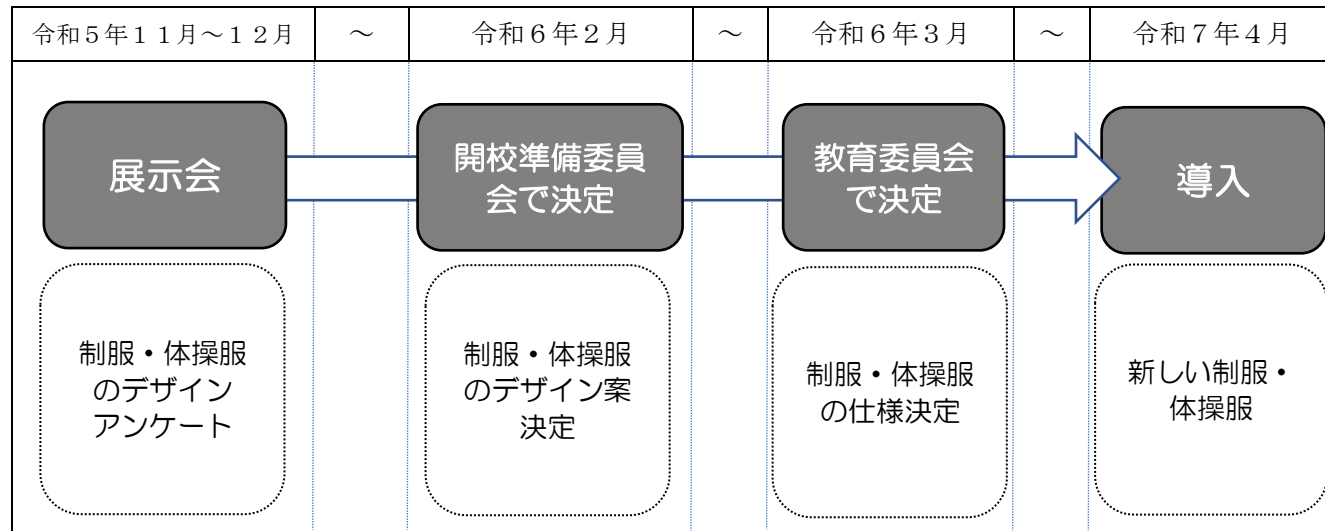 令和5年11月～12月
～
令和6年2月
～
令和6年3月
～
令和7年4月
展示会
開校準備委員
会で決定
教育委員会
で決定
導入
制服・体操服
のデザイン
アンケート
制服・体操服
のデザイン案
決定
制服・体操服
の仕様決定
新しい制服・
体操服